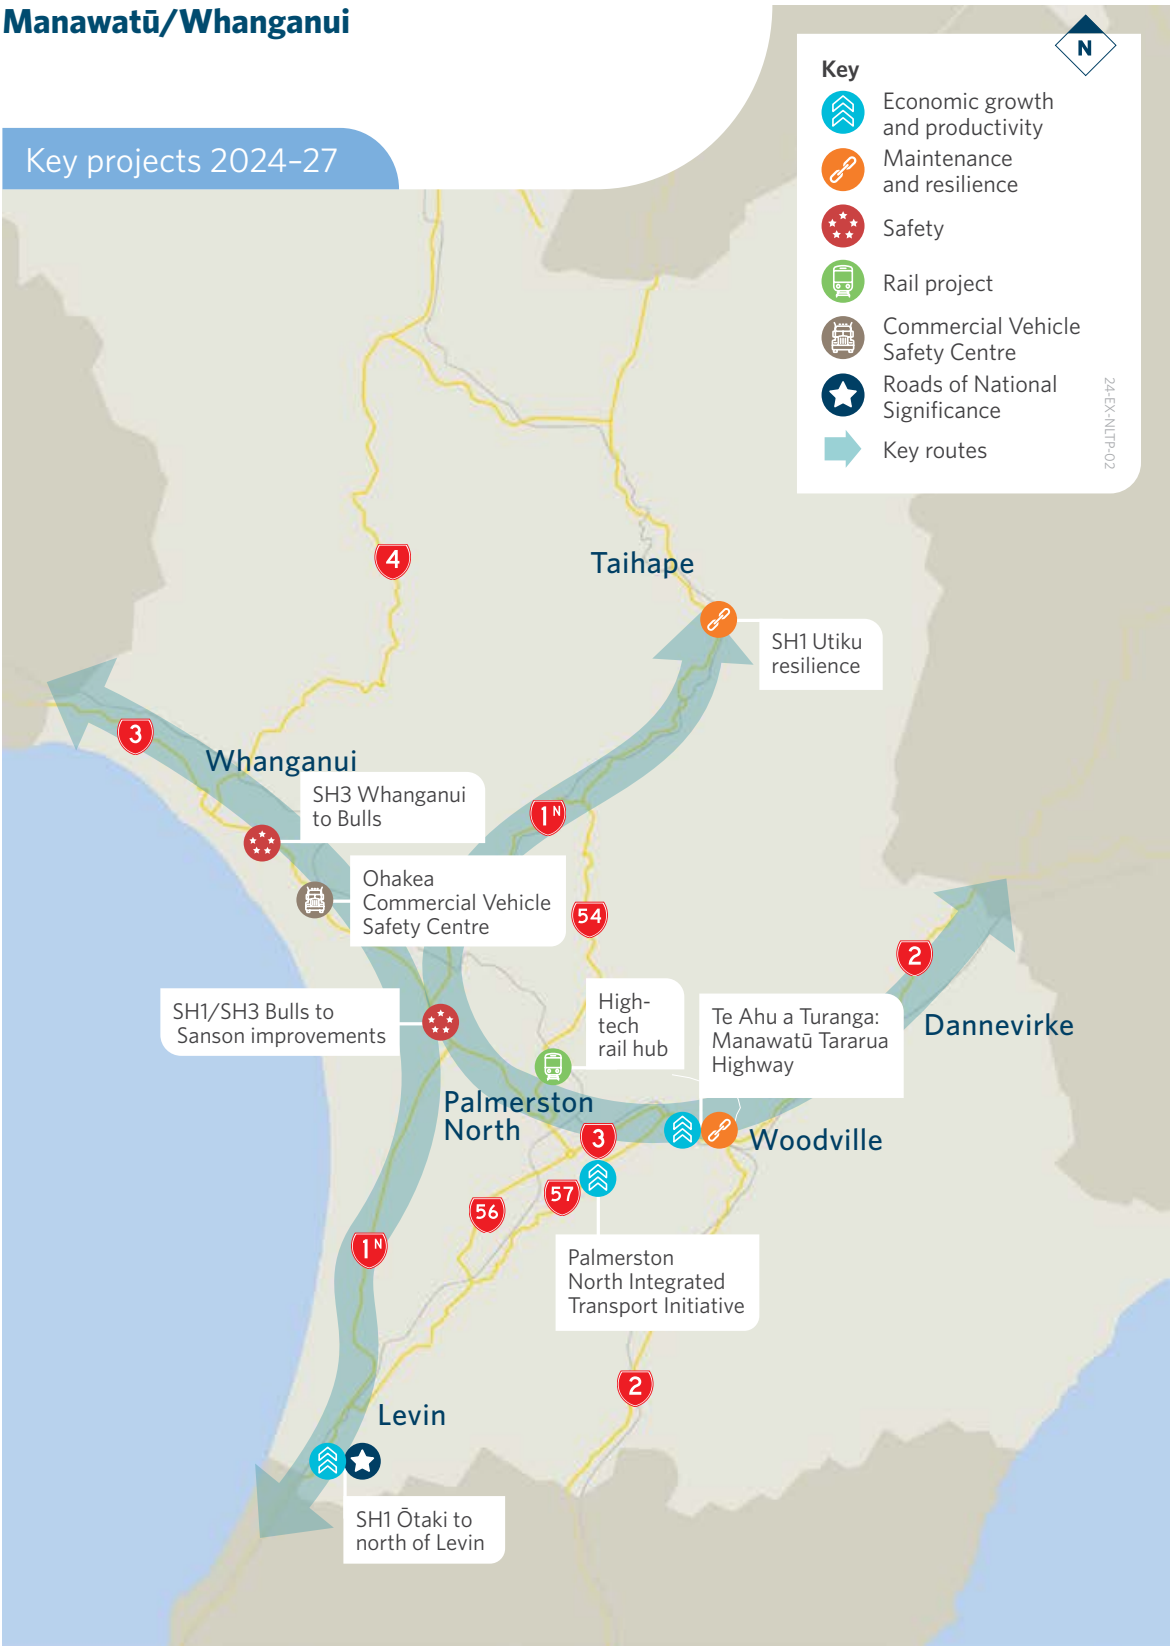 Manawatū/Whanganui
Key projects 2024–27
N
Key
Economic growth
and productivity
Maintenance
and resilience
Safety
Rail project
Commercial Vehicle
Safety Centre
Roads of National
Significance
Key routes
24-EX-NLTP-02
4
Taihape
SH1 Utiku
resilience
3
Whanganui
SH3 Whanganui
to Bulls
1N
Ohakea
Commercial Vehicle
Safety Centre
54
2
SH1/SH3 Bulls to
Sanson improvements
High-
tech
rail hub
Te Ahu a Turanga:
Manawatū Tararua
Highway
Dannevirke
Palmerston
North
3
Woodville
57
56
1N
Palmerston
North Integrated
Transport Initiative
2
Levin
SH1 Ōtaki to
north of Levin